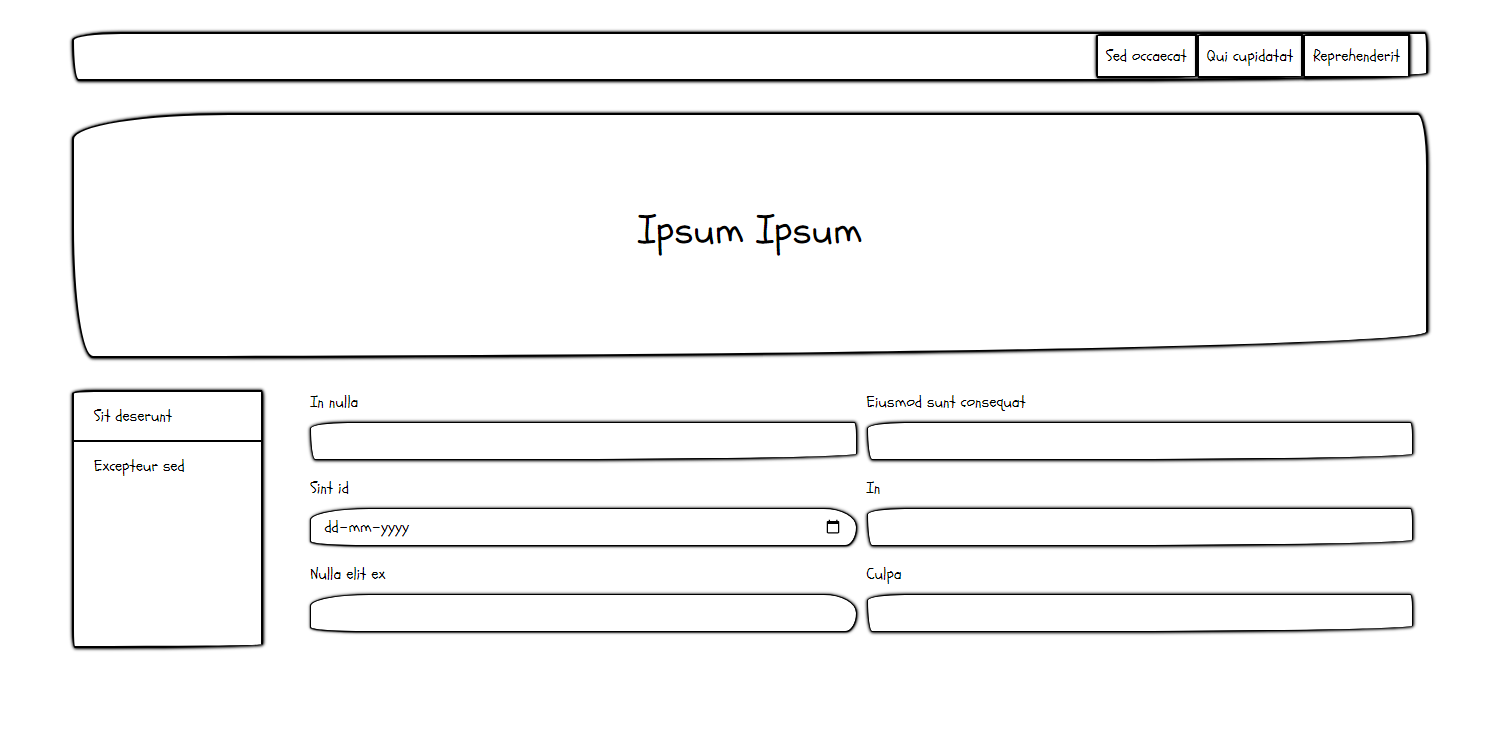 Sed occaecat Qui cupidatat Reprehenderit
Ipsum Ipsum
Sit deserunt
Excepteur sed
In nulla
Eiusmod sunt consequat
Sint id
dd-mm-yyyy
In
Nulla elit ex
Culpa